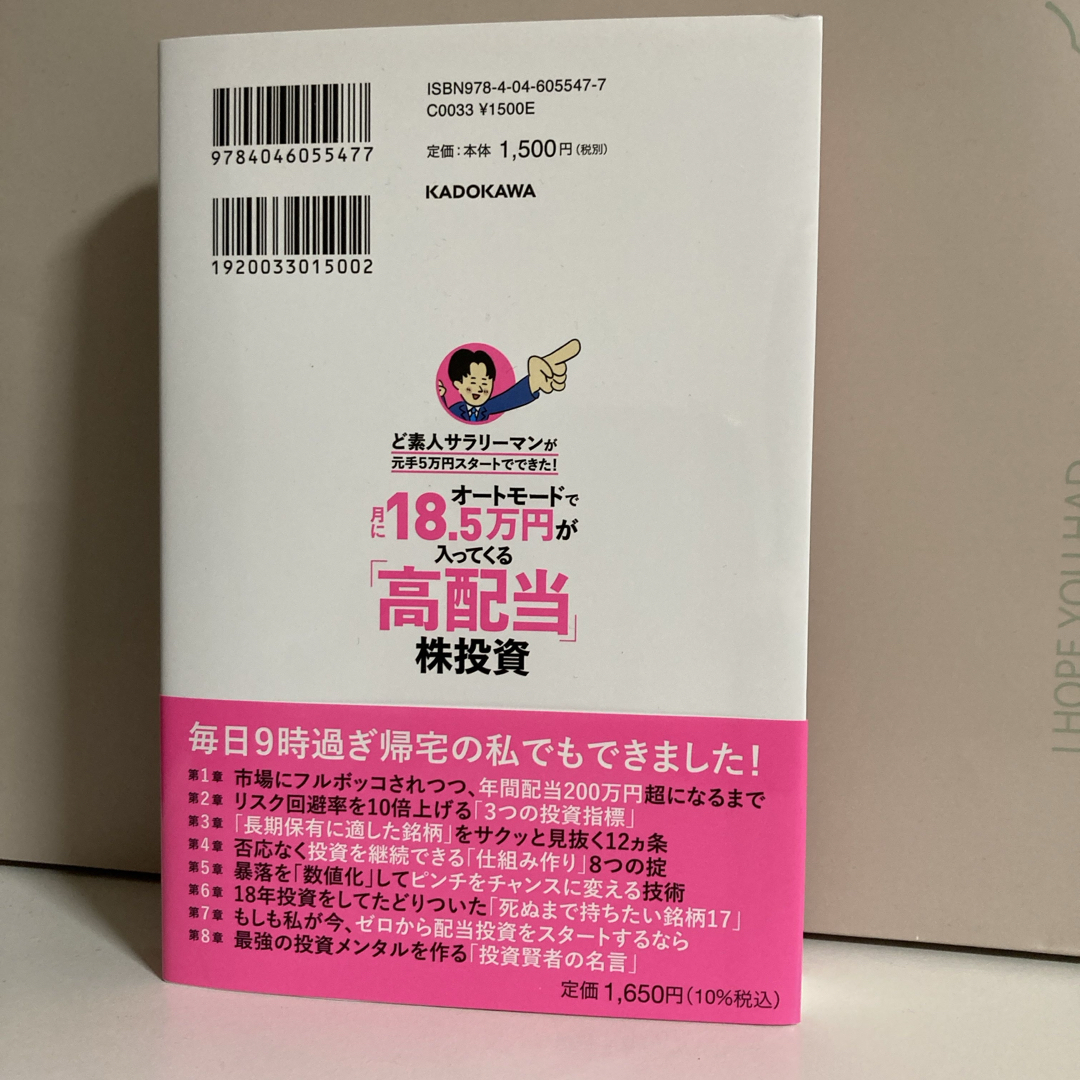 9784046055477
1920033015002
ISBN978-4-04-605547-7
C0033 ¥1500E
定価:本体 1,500円(税別)
KADOKAWA
ど素人サラリーマンが
元手5万円スタートでできた!
オートモードで
月に18.5万円が
入ってくる
「高配当」
株投資
毎日9時過ぎ帰宅の私でもできました!
第1章 市場にフルボッコされつつ、年間配当200万円超になるまで
第2章 リスク回避率を10倍上げる「3つの投資指標」
第3章 「長期保有に適した銘柄」をサクッと見抜く12ヵ条
第4章 否応なく投資を継続できる「仕組み作り」8つの掟
第5章 暴落を「数値化」してピンチをチャンスに変える技術
第6章 18年投資をしてたどりついた「死ぬまで持ちたい銘柄17」
第7章 もしも私が今、ゼロから配当投資をスタートするなら
第8章 最強の投資メンタルを作る「投資賢者の名言」
定価1,650円(10%税込)
I HOPE YOU HAD